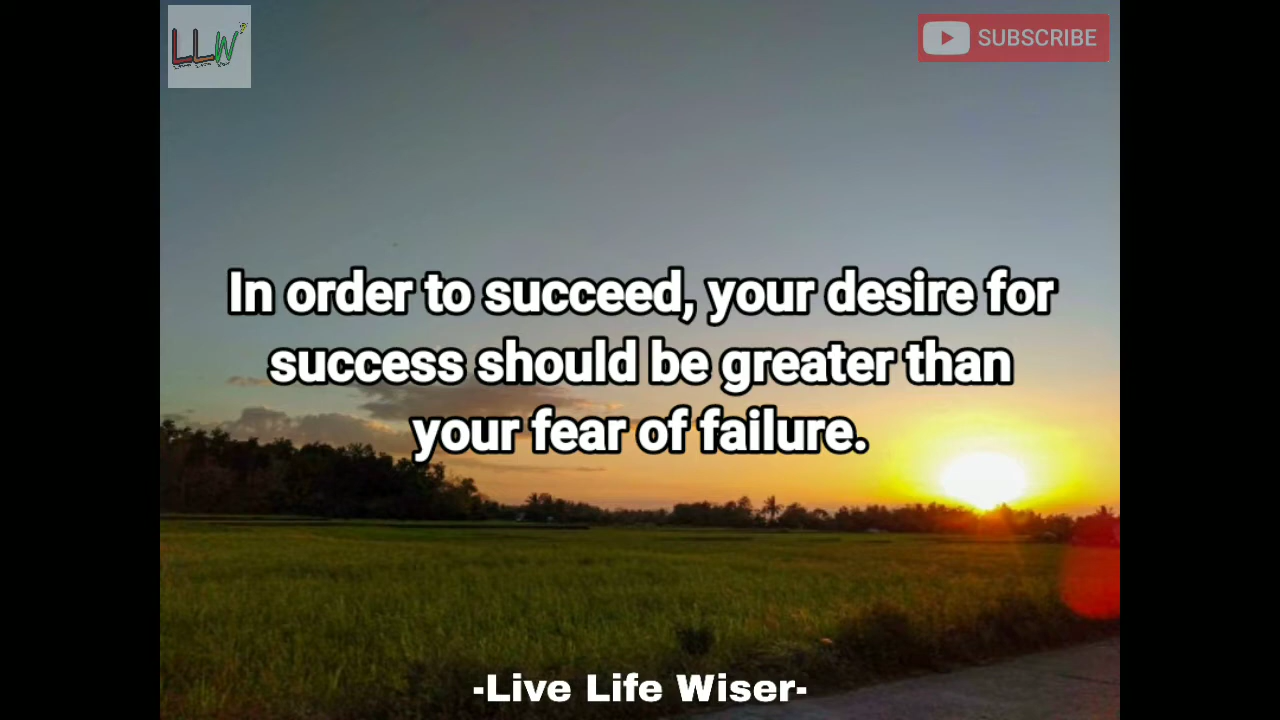 LLW
SUBSCRIBE
In order to succeed, your desire for
success should be greater than
your fear of failure.
-Live Life Wiser-